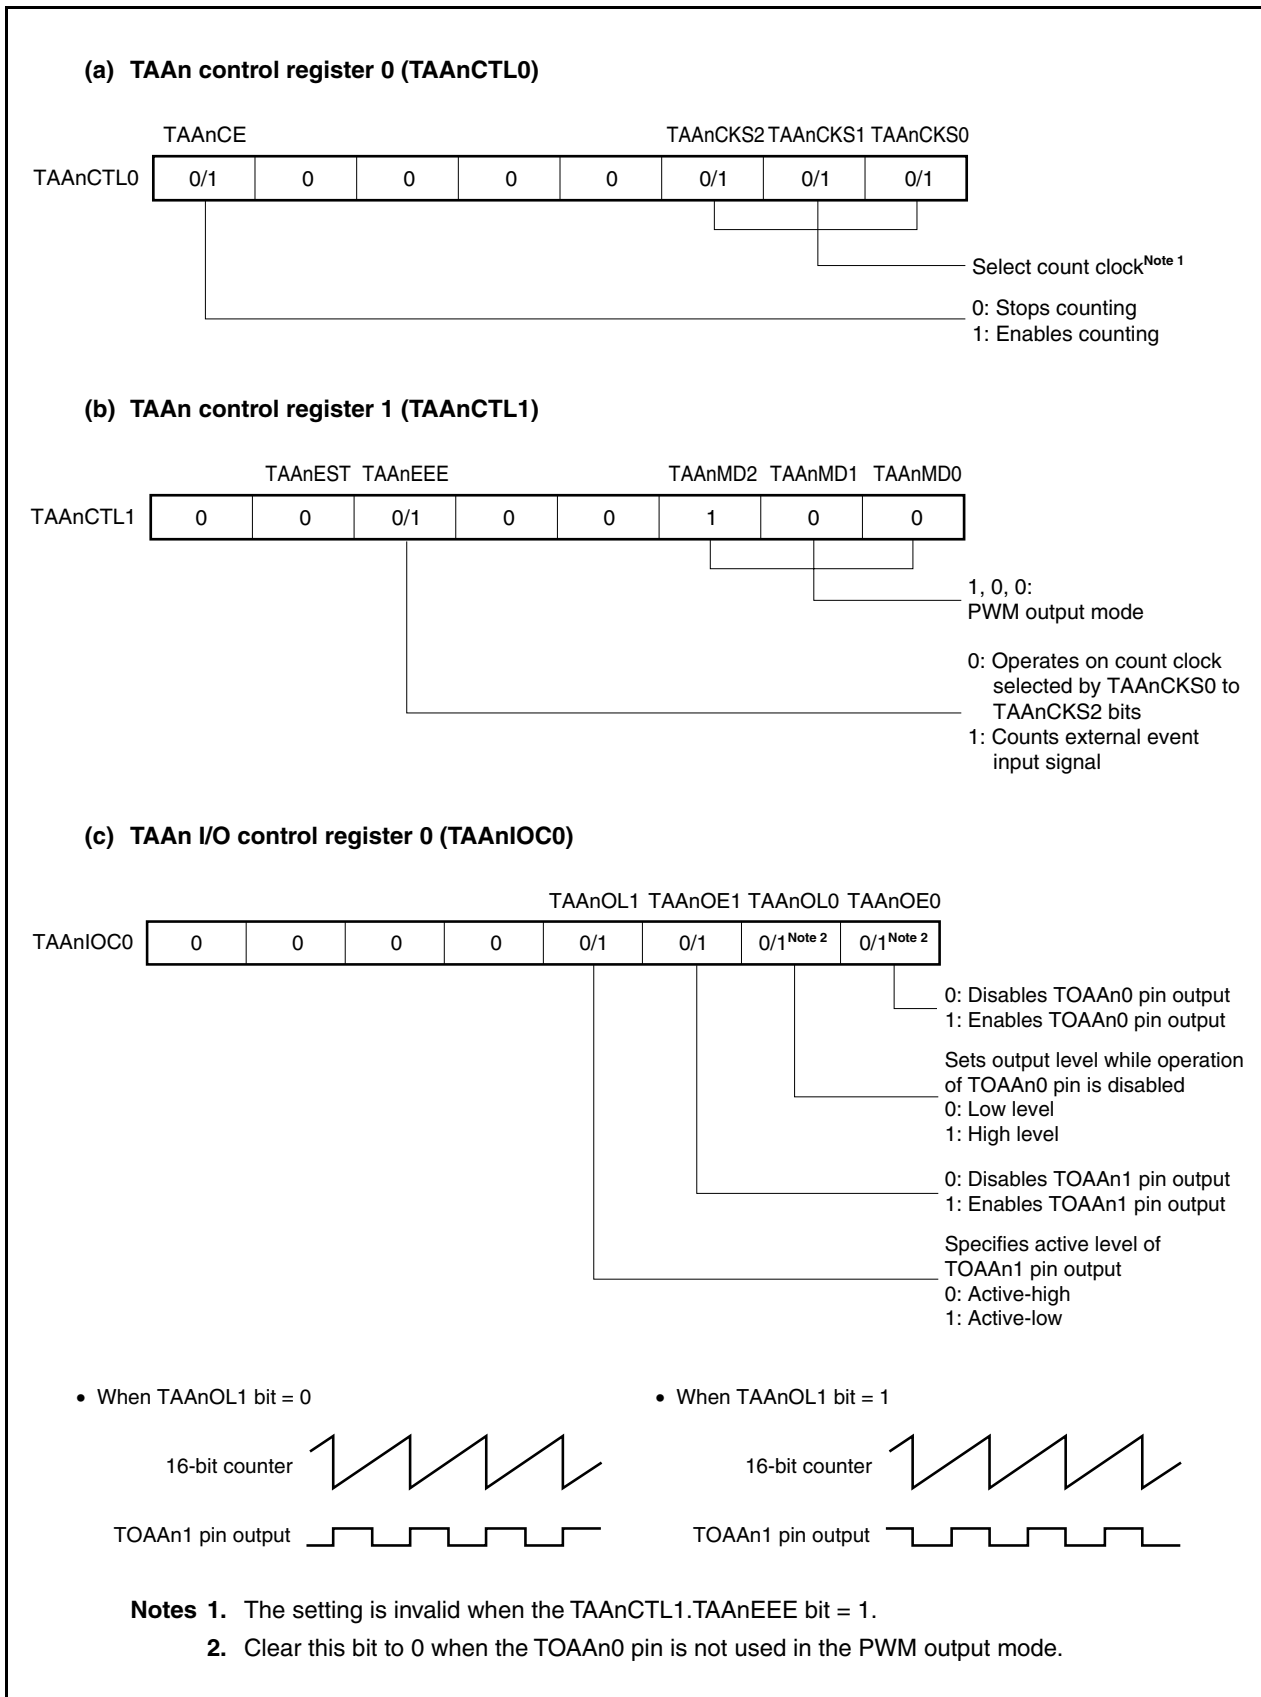 (a) TAAn control register 0 (TAAnCTL0)
TAAnCE TAAnCKS2 TAAnCKS1 TAAnCKS0
TAAnCTL0 0/1 0 0 0 0 0/1 0/1 0/1
Select count clock Note 1
0: Stops counting
1: Enables counting
(b) TAAn control register 1 (TAAnCTL1)
TAAnEST TAAnEEE TAAnMD2 TAAnMD1 TAAnMD0
TAAnCTL1 0 0 0/1 0 0 1 0 0
1, 0, 0:
PWM output mode
0: Operates on count clock
selected by TAAnCKS0 to
TAAnCKS2 bits
1: Counts external event
input signal
(c) TAAn I/O control register 0 (TAAnIOC0)
TAAnOL1 TAAnOE1 TAAnOL0 TAAnOE0
TAAnIOC0 0 0 0 0 0/1 0/1 0/1 Note 2 0/1 Note 2
0: Disables TOAAn0 pin output
1: Enables TOAAn0 pin output
Sets output level while operation
of TOAAn0 pin is disabled
0: Low level
1: High level
0: Disables TOAAn1 pin output
1: Enables TOAAn1 pin output
Specifies active level of
TOAAn1 pin output
0: Active-high
1: Active-low
• When TAAnOL1 bit = 0
16-bit counter
TOAAn1 pin output
• When TAAnOL1 bit = 1
16-bit counter
TOAAn1 pin output
Notes 1. The setting is invalid when the TAAnCTL1.TAAnEEE bit = 1.
2. Clear this bit to 0 when the TOAAn0 pin is not used in the PWM output mode.